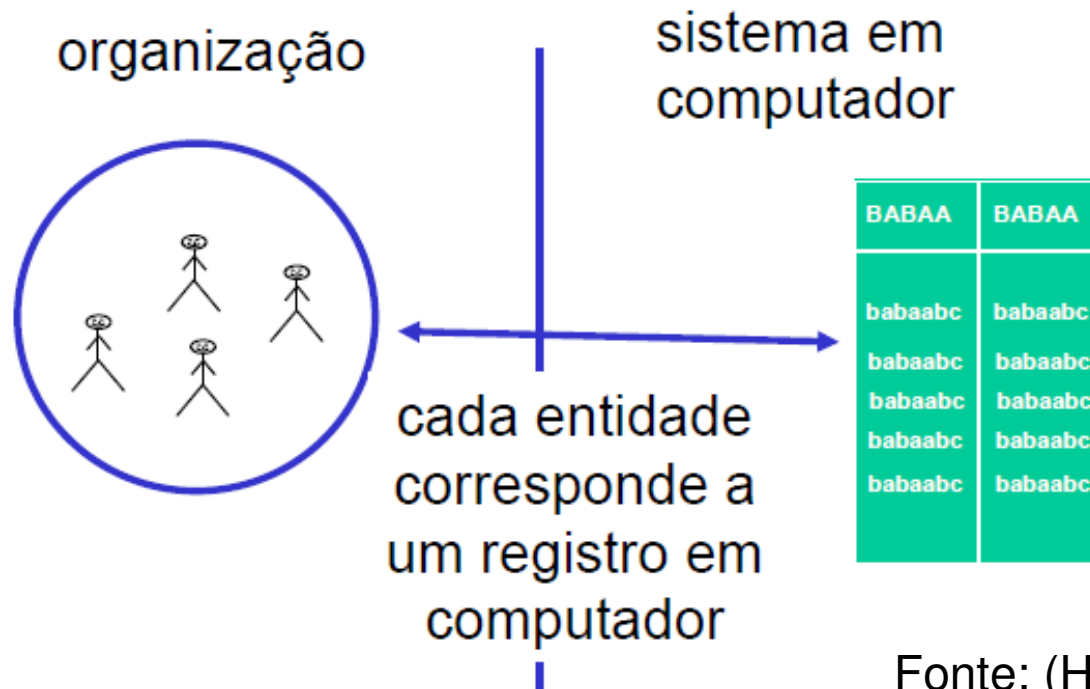 organização
sistema em
computador
BABAA BABAA
babaabc babaabc
babaabc babaabc
babaabc babaabc
babaabc babaabc
babaabc babaabc
cada entidade
corresponde a
um registro em
computador
Fonte: (H